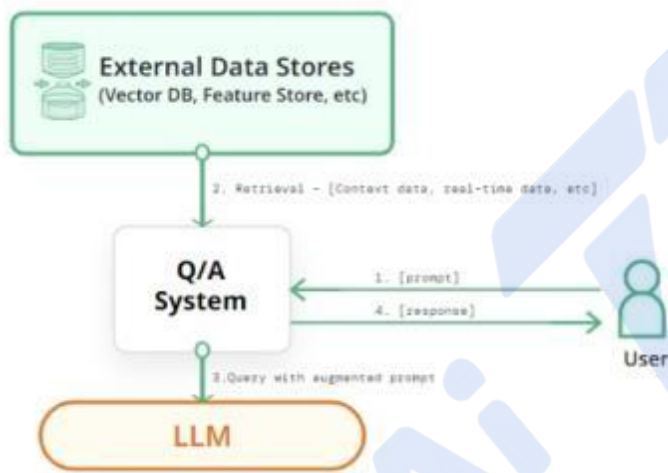 External Data Stores
(Vector DB, Feature Store, etc)
2. Retrieval - [Context data, real-time data, etc]
Q/A
System
1. [prompt]
4. [response]
User
3.Query with augmented prompt
LLM